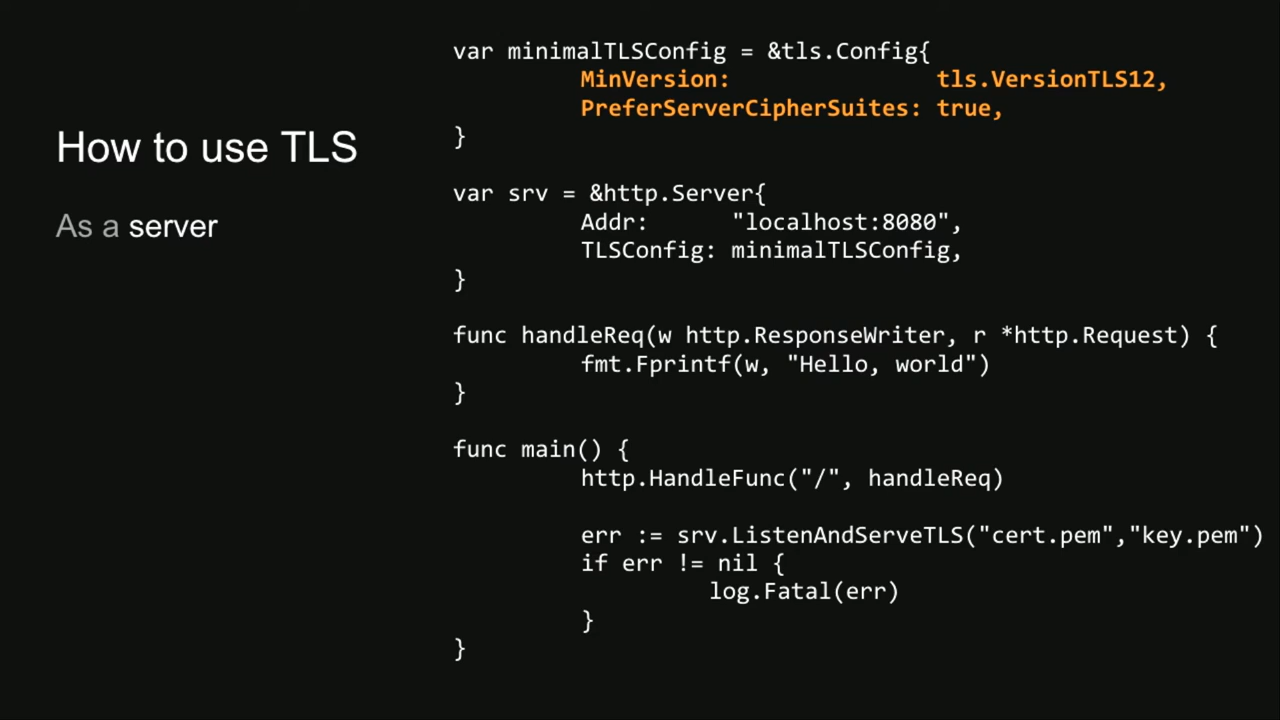 How to use TLS
As a server
var minimalTLSConfig = &tls.Config{
        MinVersion:               tls.VersionTLS12,
        PreferServerCipherSuites: true,
}
var srv = &http.Server{
        Addr:      "localhost:8080",
        TLSConfig: minimalTLSConfig,
}
func handleReq(w http.ResponseWriter, r *http.Request) {
        fmt.Fprintf(w, "Hello, world")
}
func main() {
        http.HandleFunc("/", handleReq)
        err := srv.ListenAndServeTLS("cert.pem","key.pem")
        if err != nil {
                log.Fatal(err)
        }
}